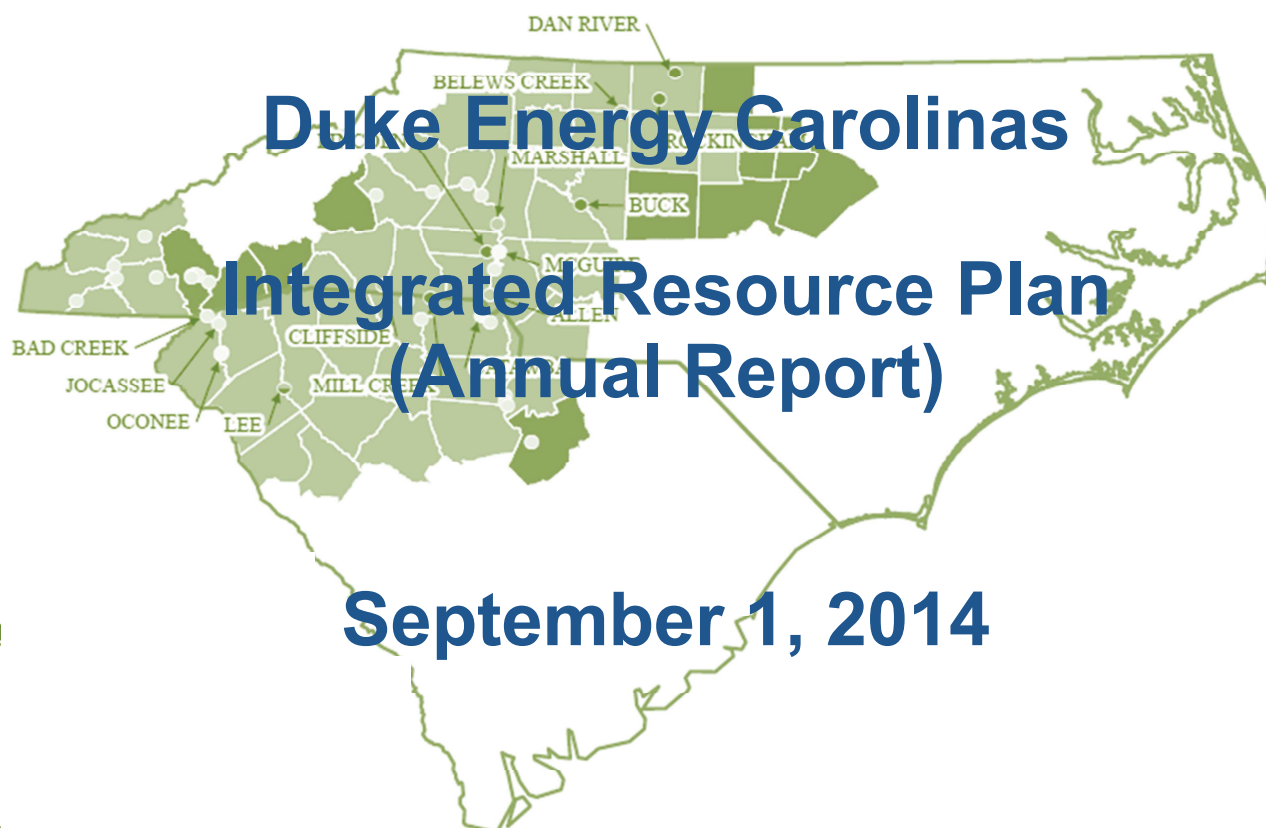 DAN RIVER
BELEWS CREEK
Duke Energy Carolinas
ROCKINGHAM
MARSHALL
BUCK
MCGUIRE
Integrated Resource Plan
ALLEN
CLIFFSIDE
BAD CREEK
(Annual Report)
JOCASSEE
MILL CREEK
OCONEE
LEE
September 1, 2014